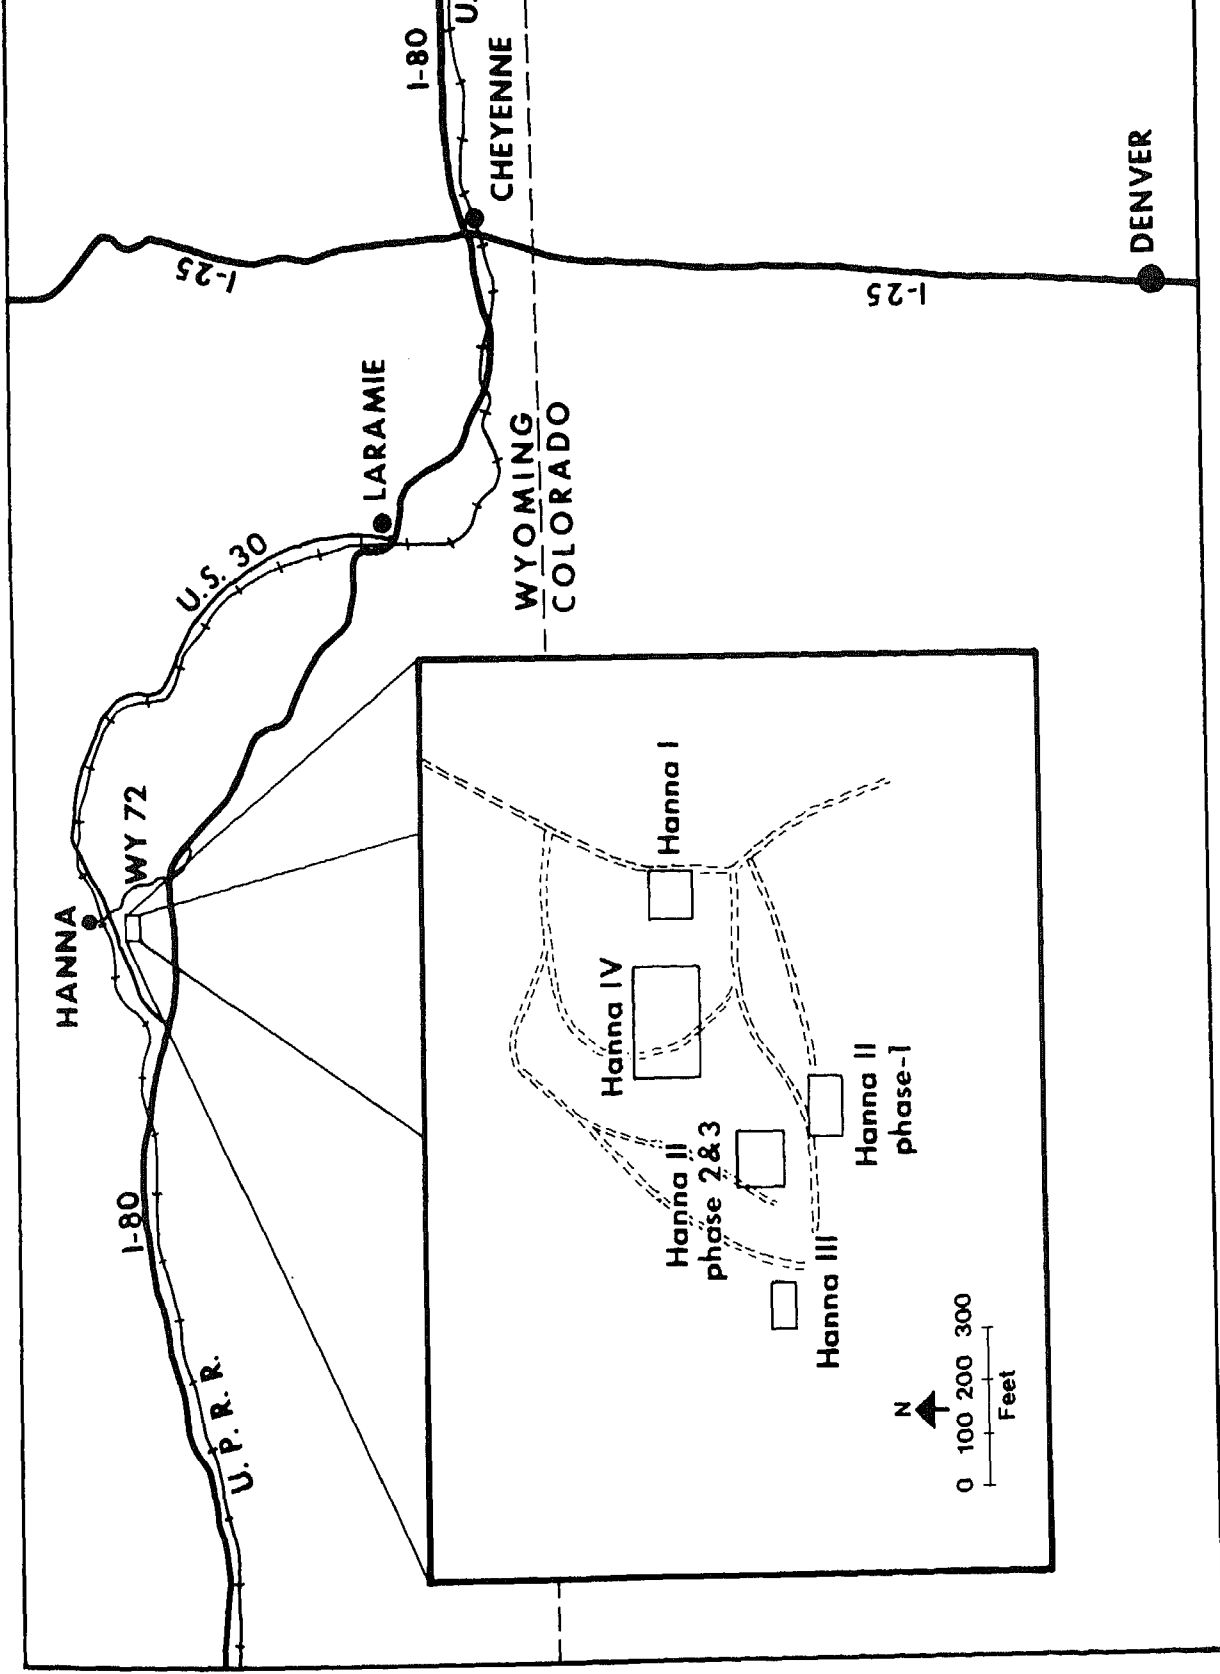 HANNA
WY 72
U.S. 30
LARAMIE
I-25
I-80
CHEYENNE
U.
I-80
U. P. R. R.
WYOMING
COLORADO
I-25
DENVER
Hanna IV
Hanna I
Hanna II
phase 2&3
Hanna III
Hanna II
phase-1
N
0 100 200 300
Feet